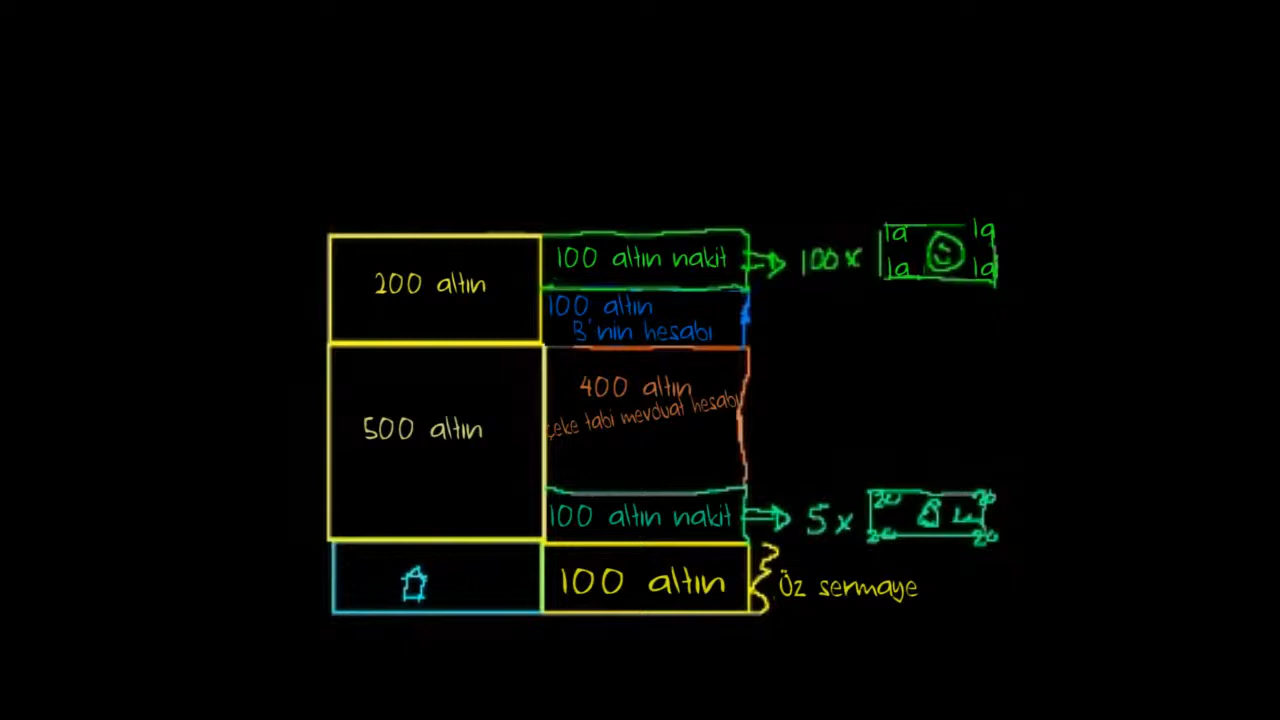 200 altın
100 altın nakit
100 x
1a 1a
1a 1a
100 altın
B'nin hesabı
500 altın
400 altın
çeke tabi mevduat hesabı
100 altın nakit
5 x
20 20
20 20
100 altın
Üz sermaye